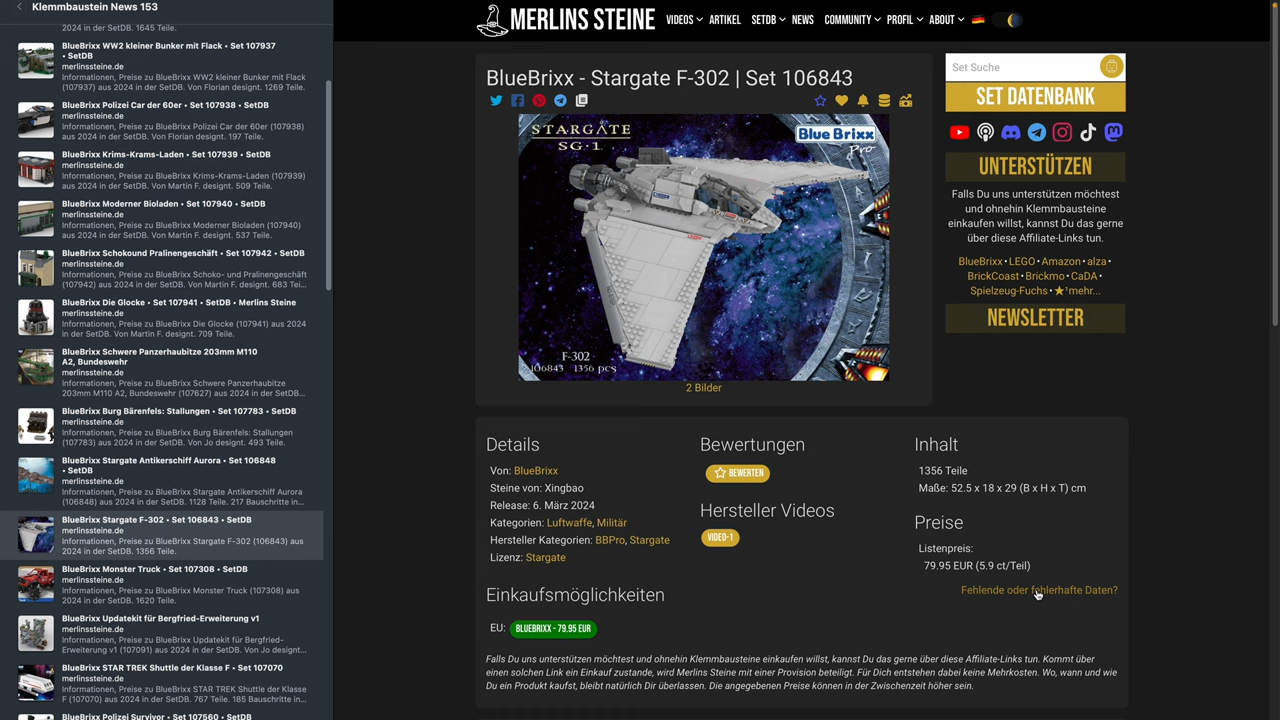 Klemmbaustein News 153
2024 in der SetDB. 1645 Teile.
BlueBrixx WW2 kleiner Bunker mit Flack • Set 107937
• SetDB
merlinssteine.de
Informationen, Preise zu BlueBrixx WW2 kleiner Bunker mit Flack
(107937) aus 2024 in der SetDB. Von Florian designt. 1269 Teile.
BlueBrixx Polizei Car der 60er • Set 107938 • SetDB
merlinssteine.de
Informationen, Preise zu BlueBrixx Polizei Car der 60er (107938)
aus 2024 in der SetDB. Von Florian designt. 197 Teile.
BlueBrixx Krims-Krams-Laden • Set 107939 • SetDB
merlinssteine.de
Informationen, Preise zu BlueBrixx Krims-Krams-Laden (107939)
aus 2024 in der SetDB. Von Martin F. designt. 509 Teile.
BlueBrixx Moderner Bioladen • Set 107940 • SetDB
merlinssteine.de
Informationen, Preise zu BlueBrixx Moderner Bioladen (107940)
aus 2024 in der SetDB. Von Martin F. designt. 537 Teile.
BlueBrixx Schokound Pralinengeschäft • Set 107942 • SetDB
merlinssteine.de
Informationen, Preise zu BlueBrixx Schoko- und Pralinengeschäft
(107942) aus 2024 in der SetDB. Von Martin F. designt. 683 Tei...
BlueBrixx Die Glocke • Set 107941 • SetDB • Merlins Steine
merlinssteine.de
Informationen, Preise zu BlueBrixx Die Glocke (107941) aus 2024
in der SetDB. Von Martin F. designt. 709 Teile.
BlueBrixx Schwere Panzerhaubitze 203mm M110
A2, Bundeswehr
merlinssteine.de
Informationen, Preise zu BlueBrixx Schwere Panzerhaubitze
203mm M110 A2, Bundeswehr (107627) aus 2024 in der SetDB....
BlueBrixx Burg Bärenfels: Stallungen • Set 107783 • SetDB
merlinssteine.de
Informationen, Preise zu BlueBrixx Burg Bärenfels: Stallungen
(107783) aus 2024 in der SetDB. Von Jo designt. 493 Teile.
BlueBrixx Stargate Antikerschiff Aurora • Set 106848
• SetDB
merlinssteine.de
Informationen, Preise zu BlueBrixx Stargate Antikerschiff Aurora
(106848) aus 2024 in der SetDB. 1128 Teile. 217 Bauschritte in...
BlueBrixx Stargate F-302 • Set 106843 • SetDB
merlinssteine.de
Informationen, Preise zu BlueBrixx Stargate F-302 (106843) aus
2024 in der SetDB. 1356 Teile.
BlueBrixx Monster Truck • Set 107308 • SetDB
merlinssteine.de
Informationen, Preise zu BlueBrixx Monster Truck (107308) aus
2024 in der SetDB. 1620 Teile.
BlueBrixx Updatekit für Bergfried-Erweiterung v1
merlinssteine.de
Informationen, Preise zu BlueBrixx Updatekit für Bergfried-
Erweiterung v1 (107091) aus 2024 in der SetDB. Von Jo design...
BlueBrixx STAR TREK Shuttle der Klasse F • Set 107070
• SetDB
merlinssteine.de
Informationen, Preise zu BlueBrixx STAR TREK Shuttle der Klasse
F (107070) aus 2024 in der SetDB. 767 Teile. 185 Bauschritte in...
BlueBrixx Polizei Survivor • Set 107560 • SetDB
MERLINS STEINE
VIDEOS ARTIKEL SETDB NEWS COMMUNITY PROFIL ABOUT
BlueBrixx - Stargate F-302 | Set 106843
STARGATE
SG·1
Blue Brixx
Pro
F-302
106843 1356 pcs
2 Bilder
Details
Von: BlueBrixx
Steine von: Xingbao
Release: 6. März 2024
Kategorien: Luftwaffe, Militär
Hersteller Kategorien: BBPro, Stargate
Lizenz: Stargate
Bewertungen
BEWERTEN
Hersteller Videos
VIDEO-1
Inhalt
1356 Teile
Maße: 52.5 x 18 x 29 (B x H x T) cm
Preise
Listenpreis:
79.95 EUR (5.9 ct/Teil)
Fehlende oder fehlerhafte Daten?
Einkaufsmöglichkeiten
EU: BLUEBRIXX - 79.95 EUR
Falls Du uns unterstützen möchtest und ohnehin Klemmbausteine einkaufen willst, kannst Du das gerne über diese Affiliate-Links tun. Kommt über
einen solchen Link ein Einkauf zustande, wird Merlins Steine mit einer Provision beteiligt. Für Dich entstehen dabei keine Mehrkosten. Wo, wann und wie
Du ein Produkt kaufst, bleibt natürlich Dir überlassen. Die angegebenen Preise können in der Zwischenzeit höher sein.
Set Suche
SET DATENBANK
UNTERSTÜTZEN
Falls Du uns unterstützen möchtest
und ohnehin Klemmbausteine
einkaufen willst, kannst Du das gerne
über diese Affiliate-Links tun.
BlueBrixx • LEGO • Amazon • alza •
BrickCoast • Brickmo • CaDA •
Spielzeug-Fuchs • ★¹mehr...
NEWSLETTER